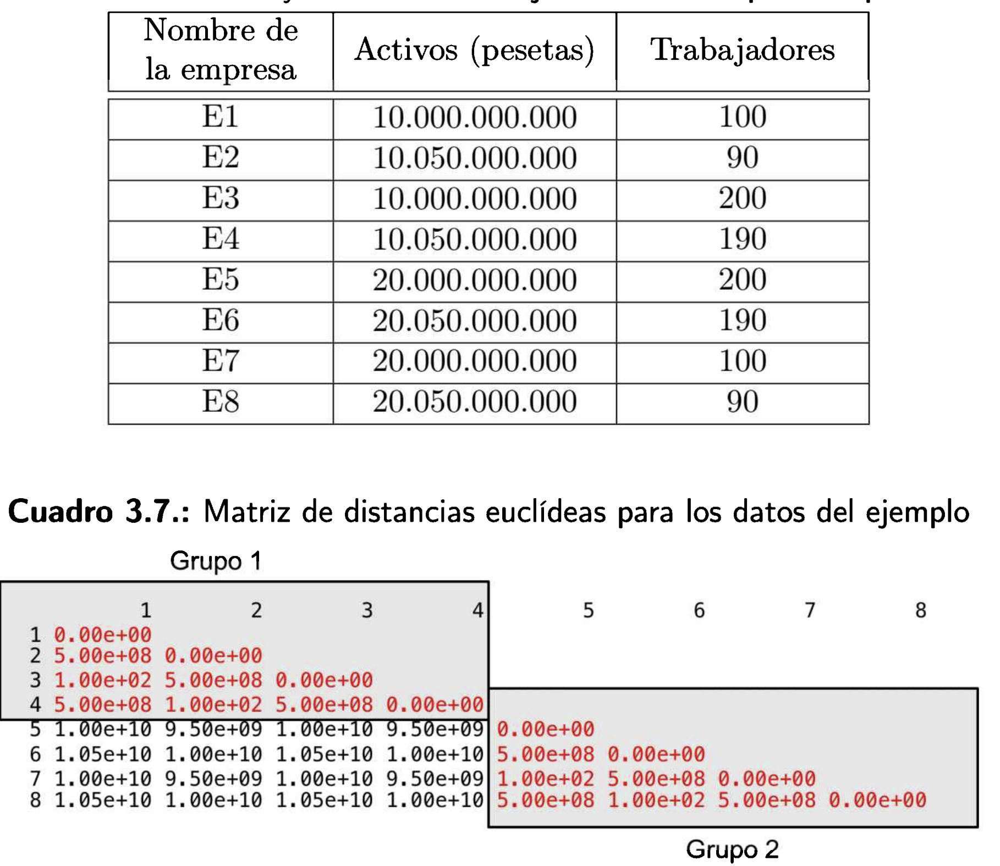 Nombre de la empresa Activos (pesetas) Trabajadores
E1 10.000.000.000 100
E2 10.050.000.000 90
E3 10.000.000.000 200
E4 10.050.000.000 190
E5 20.000.000.000 200
E6 20.050.000.000 190
E7 20.000.000.000 100
E8 20.050.000.000 90
Cuadro 3.7.: Matriz de distancias euclídeas para los datos del ejemplo
Grupo 1
1 2 3 4 5 6 7 8
1 0.00e+00
2 5.00e+08 0.00e+00
3 1.00e+02 5.00e+08 0.00e+00
4 5.00e+08 1.00e+02 5.00e+08 0.00e+00
5 1.00e+10 9.50e+09 1.00e+10 9.50e+09 0.00e+00
6 1.05e+10 1.00e+10 1.05e+10 1.00e+10 5.00e+08 0.00e+00
7 1.00e+10 9.50e+09 1.00e+10 9.50e+09 1.00e+02 5.00e+08 0.00e+00
8 1.05e+10 1.00e+10 1.05e+10 1.00e+10 5.00e+08 1.00e+02 5.00e+08 0.00e+00
Grupo 2